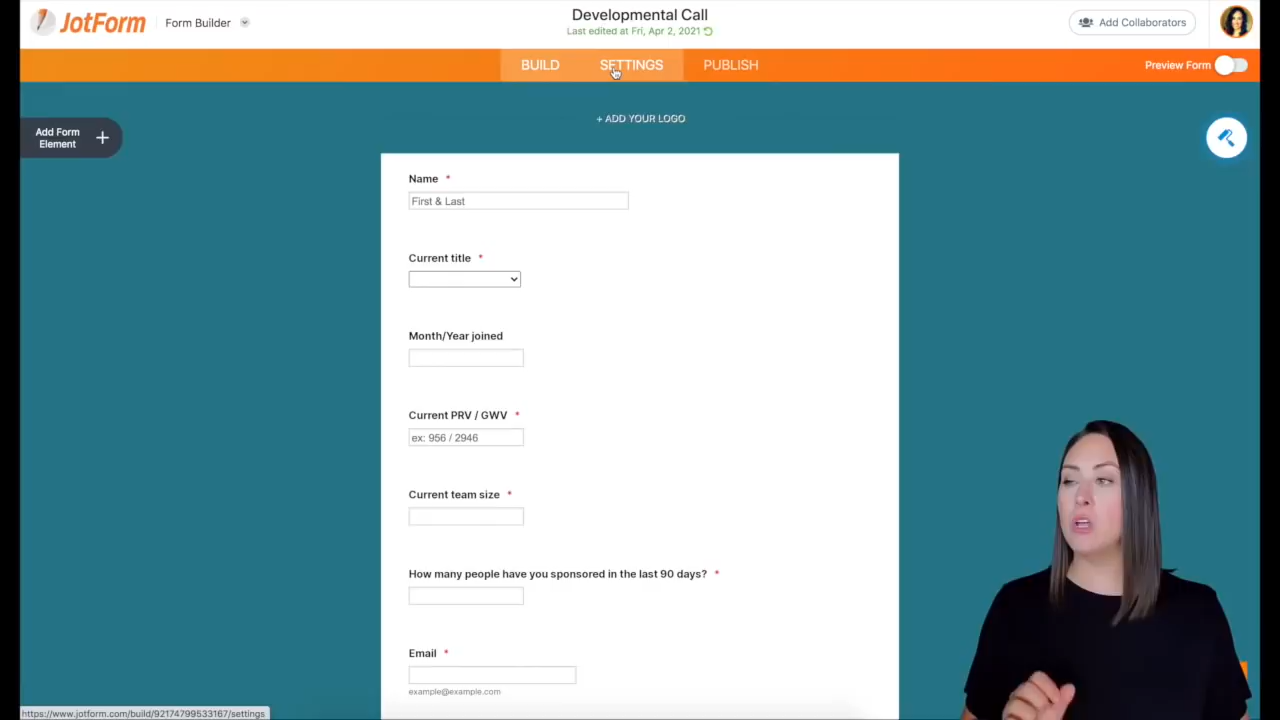 JotForm
Form Builder
Developmental Call
Last edited at Fri, Apr 2, 2021
Add Collaborators
BUILD
SETTINGS
PUBLISH
Preview Form
Add Form
Element
+ ADD YOUR LOGO
Name *
First & Last
Current title *
Month/Year joined
Current PRV / GWV *
ex: 956 / 2946
Current team size *
How many people have you sponsored in the last 90 days? *
Email *
example@example.com
https://www.jotform.com/build/92174799533167/settings